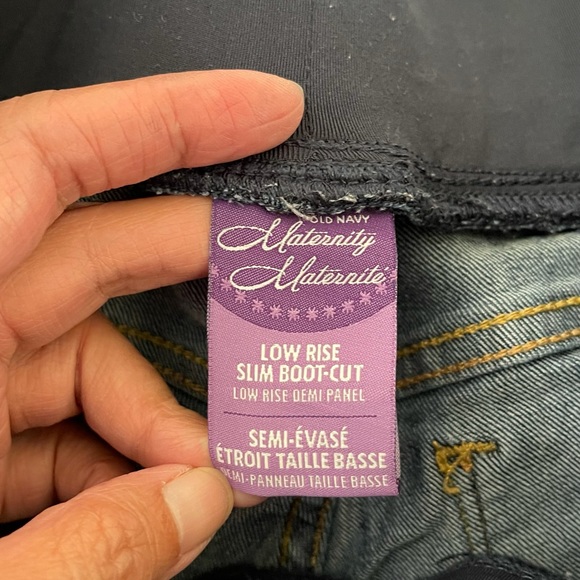 OLD NAVY
Maternity
Maternité
LOW RISE
SLIM BOOT-CUT
LOW RISE DEMI PANEL
SEMI-ÉVASÉ
ÉTROIT TAILLE BASSE
DEMI-PANNEAU TAILLE BASSE